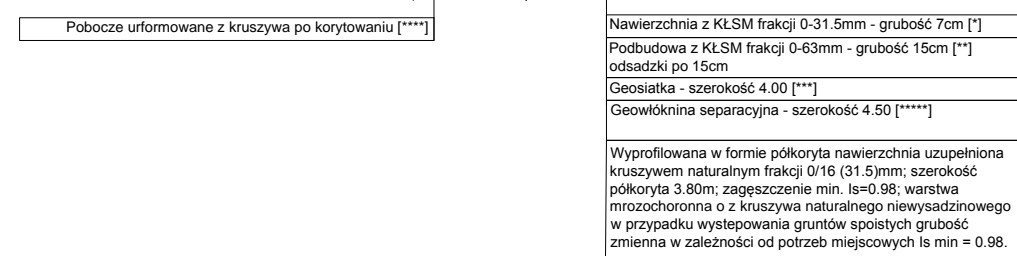 Pobocze urformowane z kruszywa po korytowaniu [****]
Nawierzchnia z KŁSM frakcji 0-31.5mm - grubość 7cm [*]
Podbudowa z KŁSM frakcji 0-63mm - grubość 15cm [**]
odsadzki po 15cm
Geosiatka - szerokość 4.00 [***]
Geowłóknina separacyjna - szerokość 4.50 [*****]
Wyprofilowana w formie półkoryta nawierzchnia uzupełniona
kruszywem naturalnym frakcji 0/16 (31.5)mm; szerokość
półkoryta 3.80m; zagęszczenie min. Is=0.98; warstwa
mrozochoronna o z kruszywa naturalnego niewysadzinowego
w przypadku wystepowania gruntów spoistych grubość
zmienna w zależności od potrzeb miejscowych Is min = 0.98.